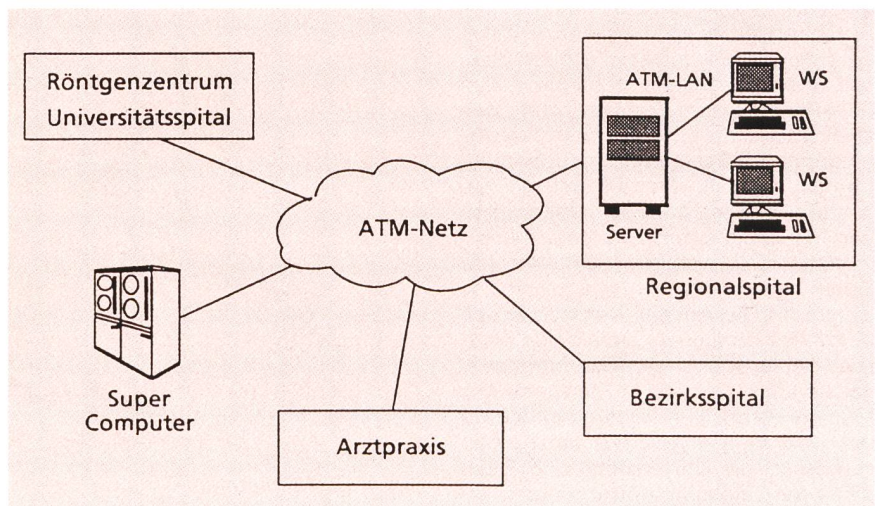 Röntgenzentrum
Universitätsspital
ATM-LAN
WS
WS
Server
Regionalspital
ATM-Netz
Super
Computer
Arztpraxis
Bezirksspital